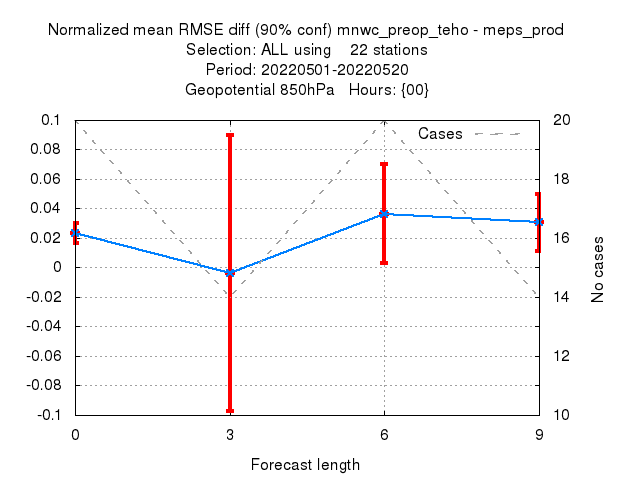 Normalized mean RMSE diff (90% conf) mnwc_preop_teho - meps_prod
Selection: ALL using    22 stations
Period: 20220501-20220520
Geopotential 850hPa   Hours: {00}
Cases
0.1
0.08
0.06
0.04
0.02
0
-0.02
-0.04
-0.06
-0.08
-0.1
20
18
16
14
12
10
No cases
0 3 6 9
Forecast length